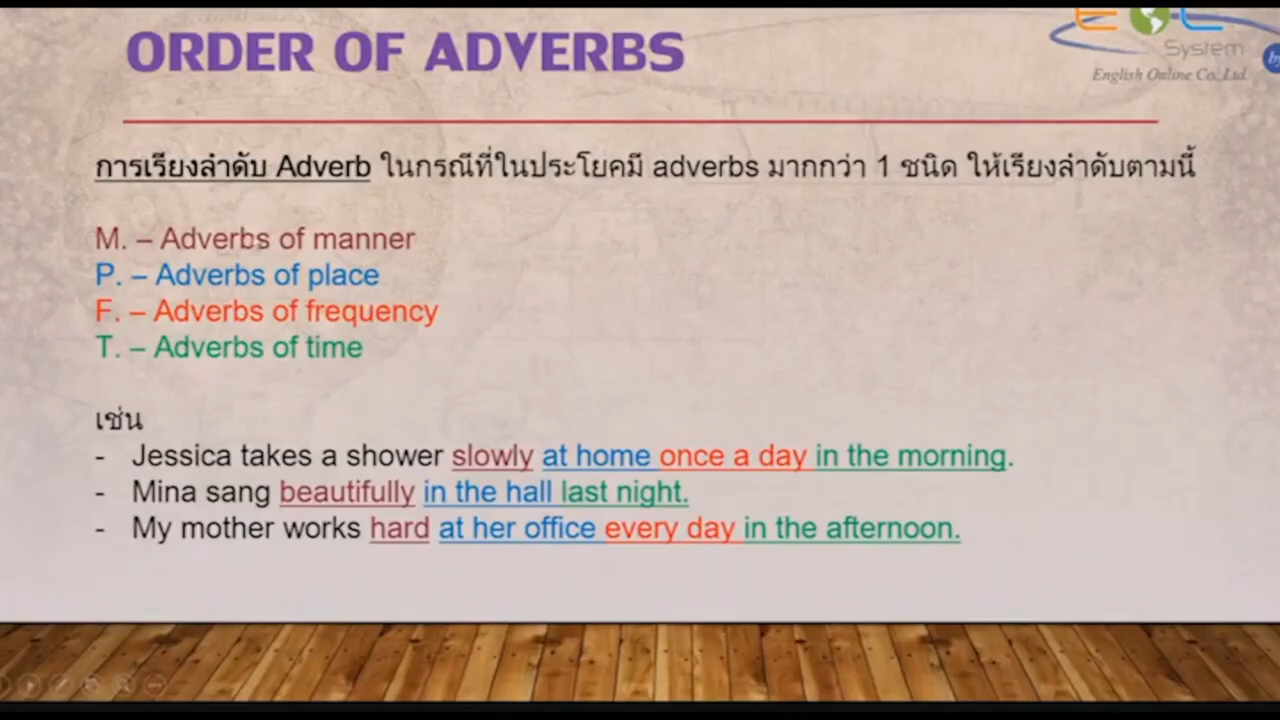 ORDER OF ADVERBS
System
English Online Co.,Ltd.
การเรียงลำดับ Adverb ในกรณีที่ในประโยคมี adverbs มากกว่า 1 ชนิด ให้เรียงลำดับตามนี้
M. – Adverbs of manner
P. – Adverbs of place
F. – Adverbs of frequency
T. – Adverbs of time
เช่น
- Jessica takes a shower slowly at home once a day in the morning.
- Mina sang beautifully in the hall last night.
- My mother works hard at her office every day in the afternoon.